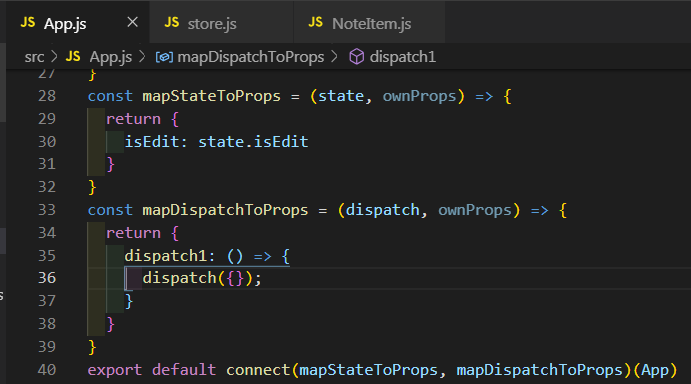 JS App.js × JS store.js JS NoteItem.js
src > JS App.js > mapDispatchToProps > dispatch1
27 }
28 const mapStateToProps = (state, ownProps) => {
29 return {
30 isEdit: state.isEdit
31 }
32 }
33 const mapDispatchToProps = (dispatch, ownProps) => {
34 return {
35 dispatch1: () => {
36 dispatch({});
37 }
38 }
39 }
40 export default connect(mapStateToProps, mapDispatchToProps)(App)